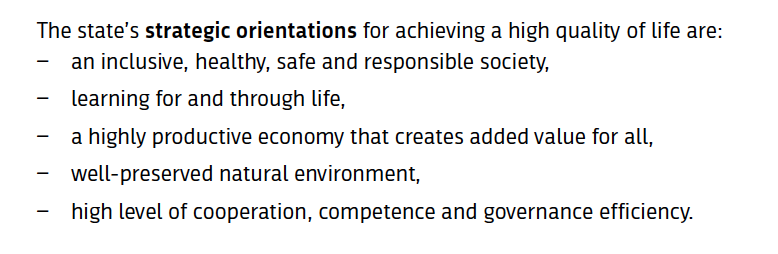 The state's strategic orientations for achieving a high quality of life are:
– an inclusive, healthy, safe and responsible society,
– learning for and through life,
– a highly productive economy that creates added value for all,
– well-preserved natural environment,
– high level of cooperation, competence and governance efficiency.